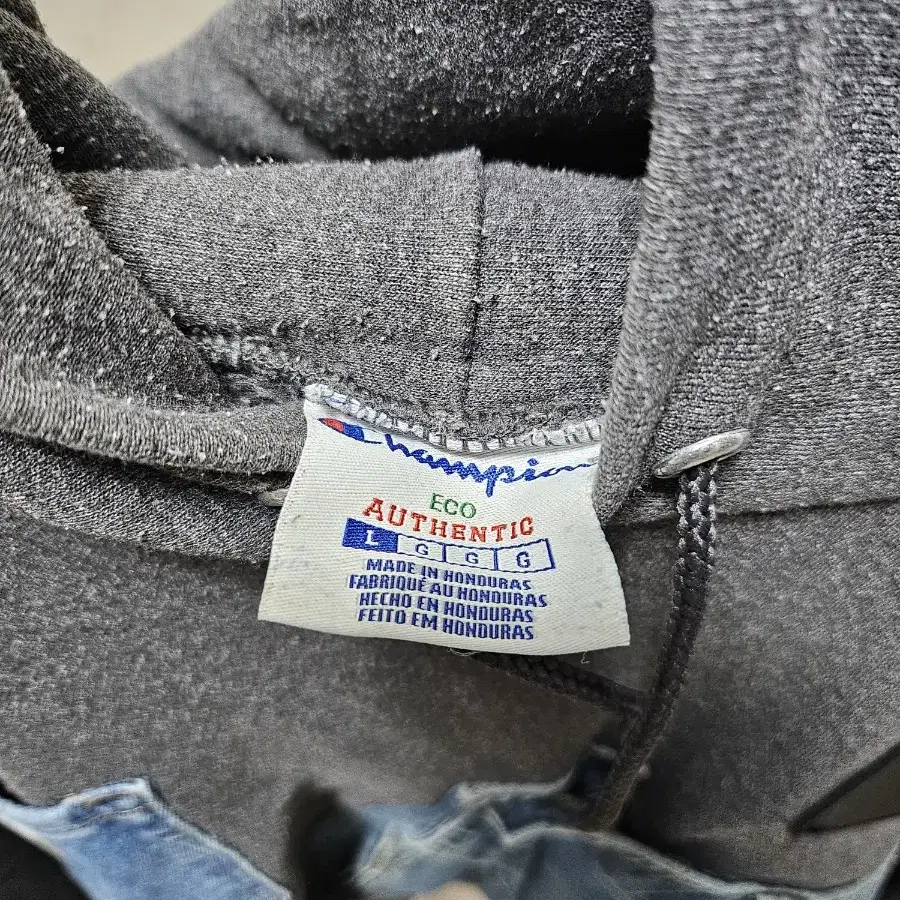 Champion
ECO
AUTHENTIC
L G G G
MADE IN HONDURAS
FABRIQUÉ AU HONDURAS
HECHO EN HONDURAS
FEITO EM HONDURAS